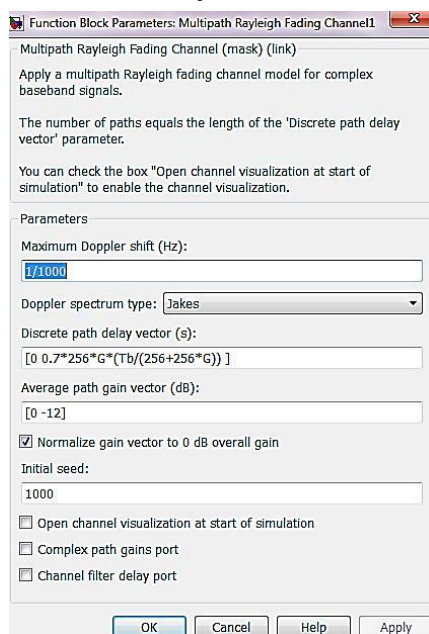 Function Block Parameters: Multipath Rayleigh Fading Channel1
Multipath Rayleigh Fading Channel (mask) (link)
Apply a multipath Rayleigh fading channel model for complex
baseband signals.
The number of paths equals the length of the 'Discrete path delay
vector' parameter.
You can check the box "Open channel visualization at start of
simulation" to enable the channel visualization.
Parameters
Maximum Doppler shift (Hz):
1/1000
Doppler spectrum type: Jakes
Discrete path delay vector (s):
[0 0.7*256*G*(Tb/(256+256*G)) ]
Average path gain vector (dB):
[0 -12]
Normalize gain vector to 0 dB overall gain
Initial seed:
1000
Open channel visualization at start of simulation
Complex path gains port
Channel filter delay port
OK Cancel Help Apply